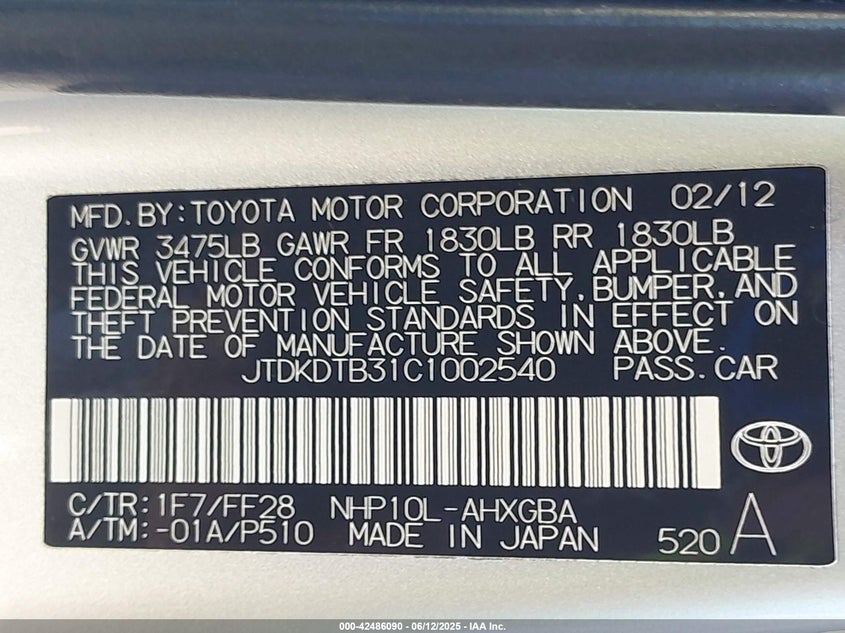 MFD. BY: TOYOTA MOTOR CORPORATION 02/12
GVWR 3475LB GAWR FR 1830LB RR 1830LB
THIS VEHICLE CONFORMS TO ALL APPLICABLE
FEDERAL MOTOR VEHICLE SAFETY, BUMPER, AND
THEFT PREVENTION STANDARDS IN EFFECT ON
THE DATE OF MANUFACTURE SHOWN ABOVE.
JTDKDTB31C1002540 PASS. CAR
C/TR: 1F7/FF28 NHP10L-AHXGBA
A/TM: -01A/P510 MADE IN JAPAN 520 A
000-42486090 - 06/12/2025 - IAA Inc.